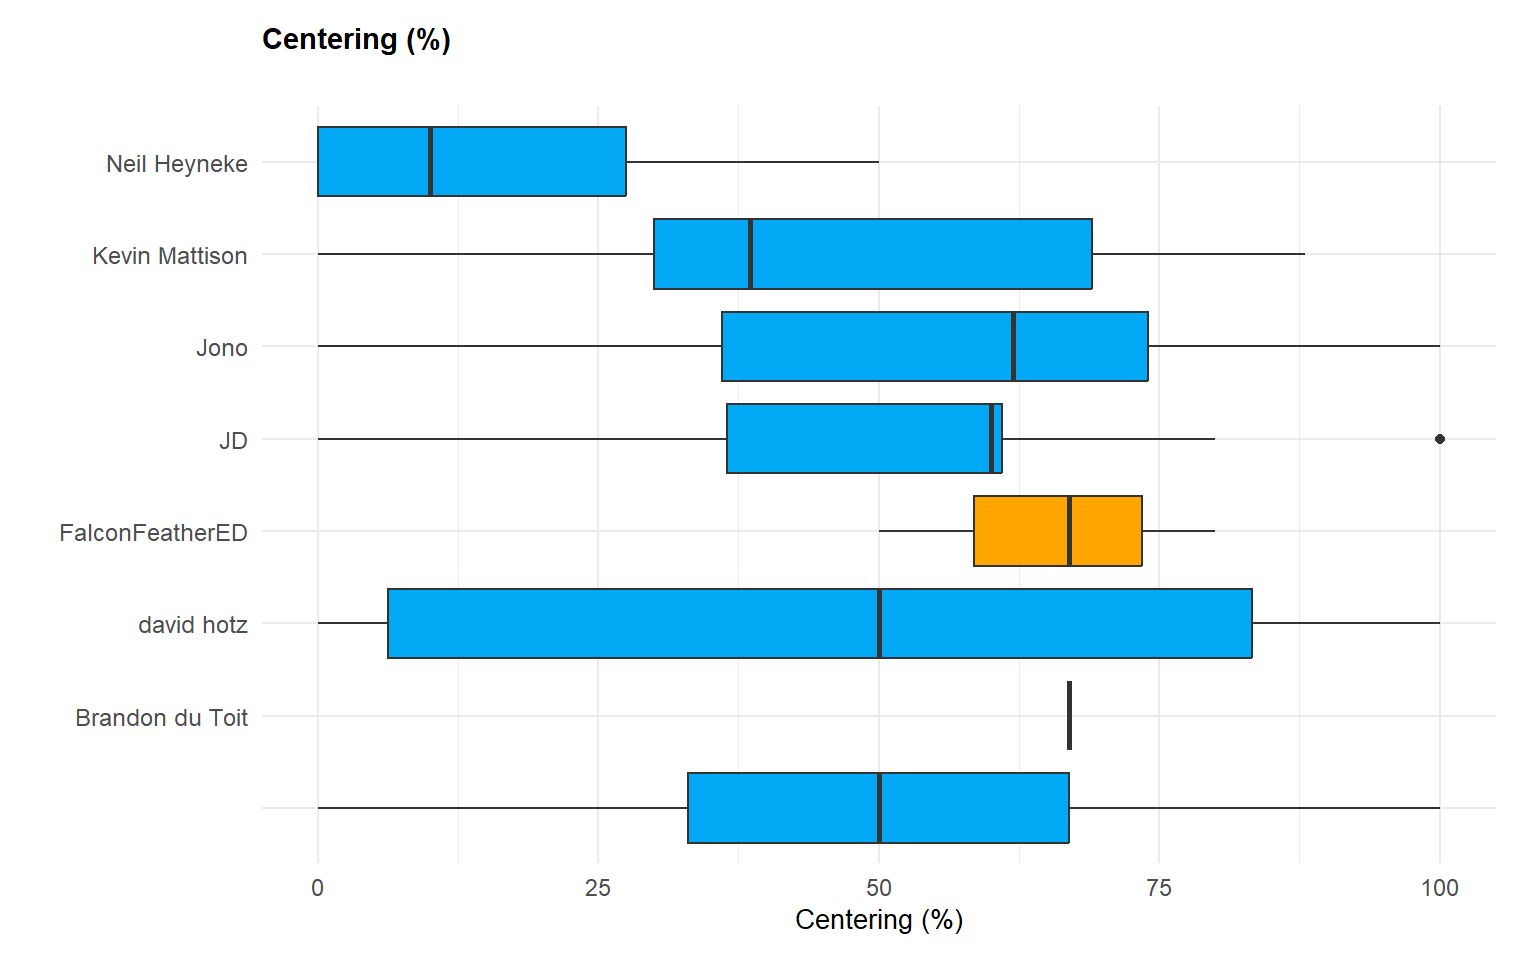 Centering (%)
Neil Heyneke
Kevin Mattison
Jono
JD
FalconFeatherED
david hotz
Brandon du Toit
0 25 50 75 100
Centering (%)